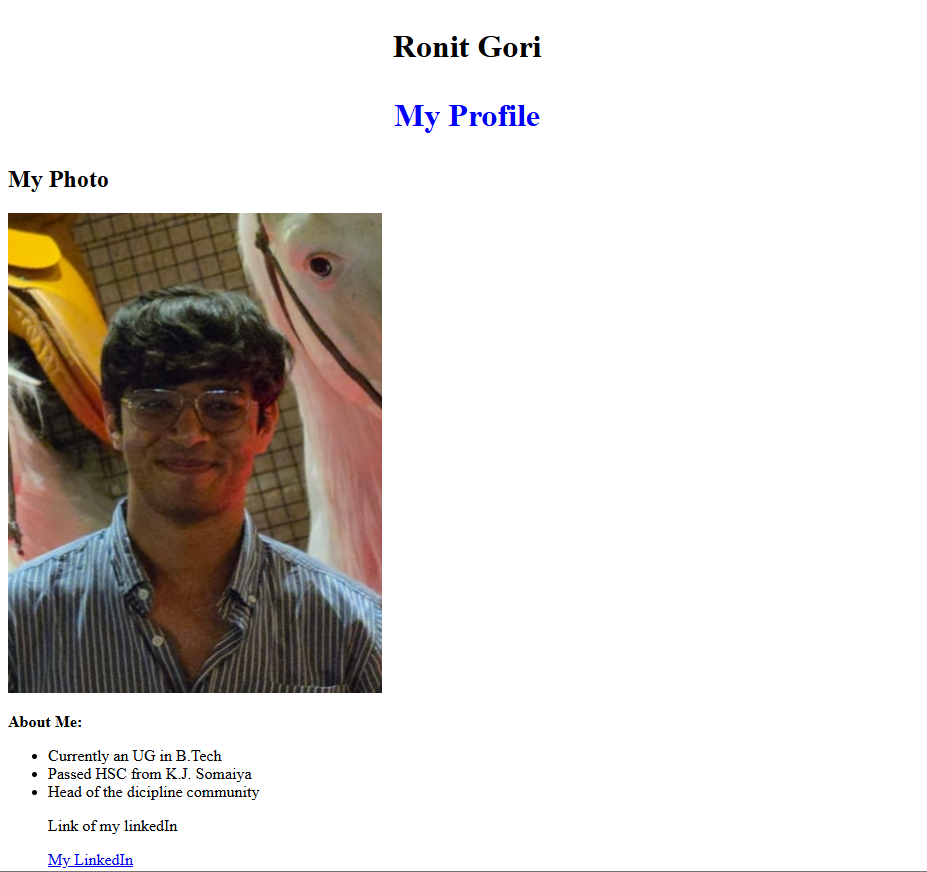 Ronit Gori
My Profile
My Photo
About Me:
Currently an UG in B.Tech
Passed HSC from K.J. Somaiya
Head of the dicipline community
Link of my linkedIn
My LinkedIn